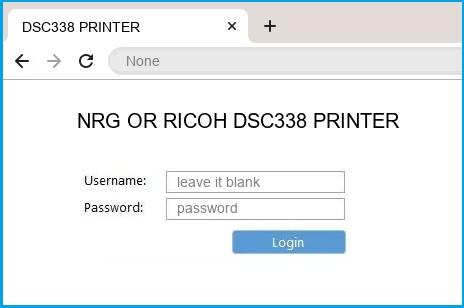 DSC338 PRINTER
None
NRG OR RICOH DSC338 PRINTER
Username: leave it blank
Password: password
Login